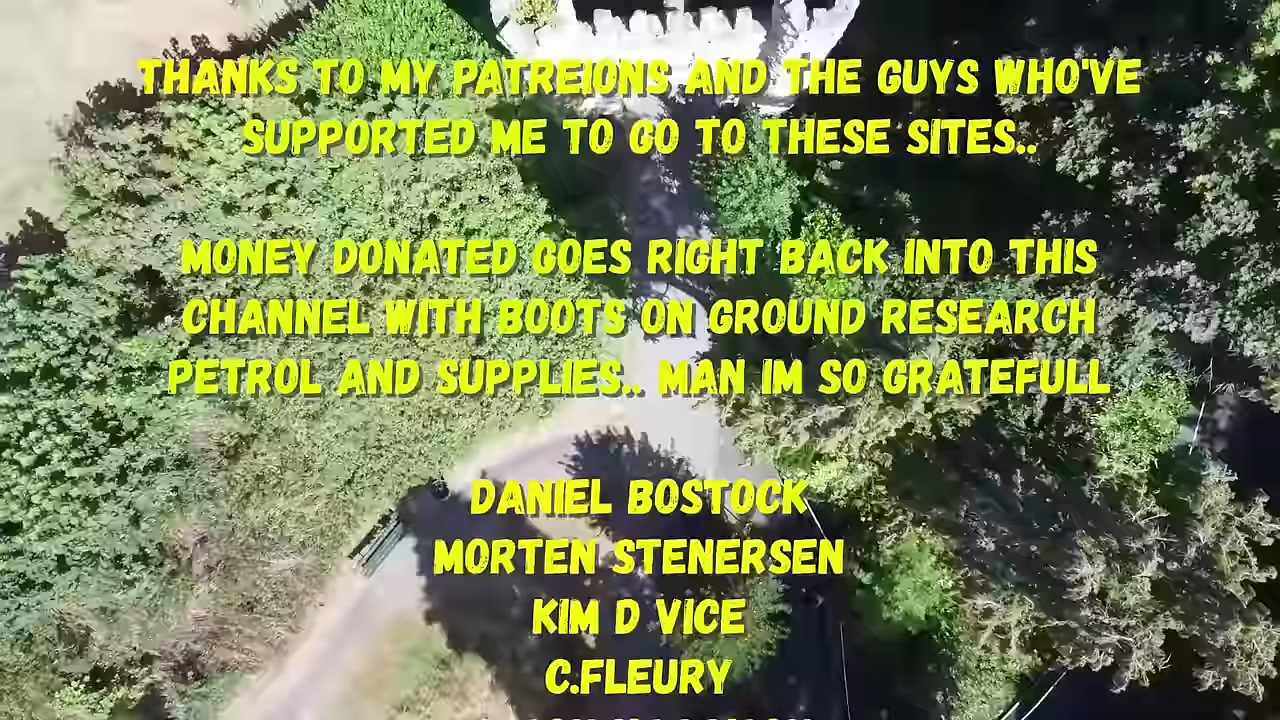 THANKS TO MY PATREIONS AND THE GUYS WHO'VE
SUPPORTED ME TO GO TO THESE SITES..
MONEY DONATED GOES RIGHT BACK INTO THIS
CHANNEL WITH BOOTS ON GROUND RESEARCH
PETROL AND SUPPLIES.. MAN IM SO GRATEFULL
DANIEL BOSTOCK
MORTEN STENERSEN
KIM D VICE
C.FLEURY